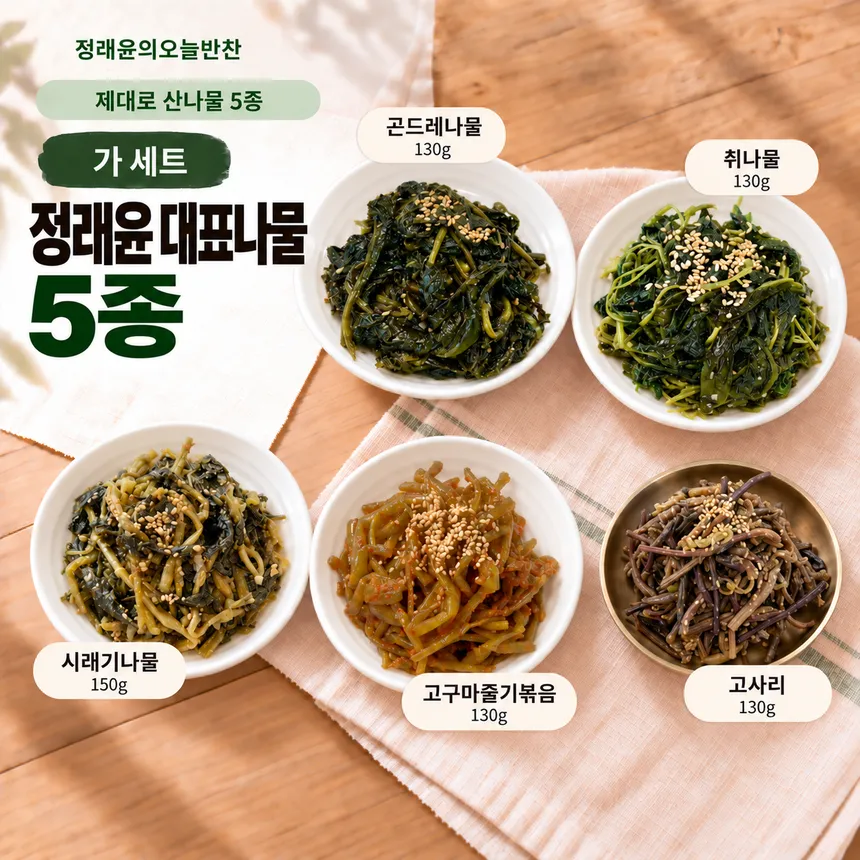 정래윤의오늘반찬
제대로 산나물 5종
가 세트
정래윤 대표나물
5종
곤드레나물
130g
취나물
130g
시래기나물
150g
고구마줄기볶음
130g
고사리
130g